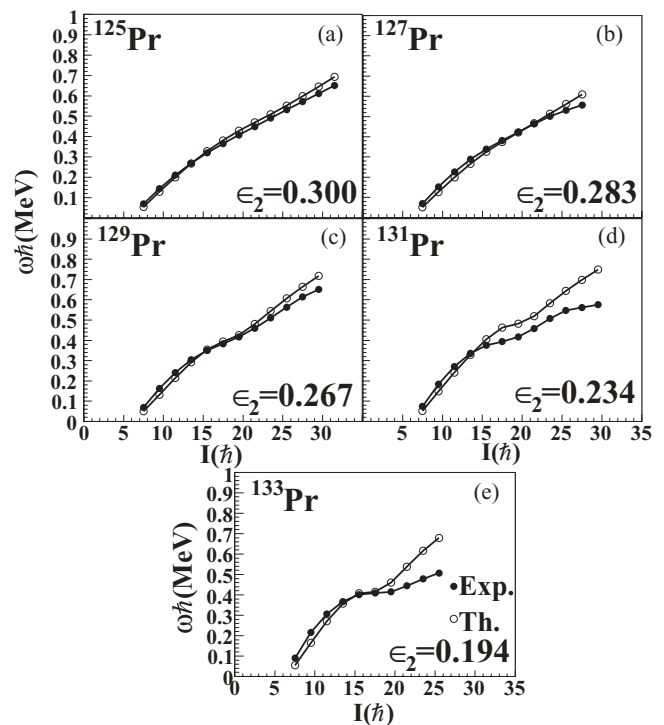 1
0.9
0.8
0.7
0.6
0.5
0.4
0.3
0.2
0.1
ωħ(MeV)
¹²⁵Pr
(a)
∈₂=0.300
¹²⁷Pr
(b)
∈₂=0.283
0.9
0.8
0.7
0.6
0.5
0.4
0.3
0.2
0.1
0
ωħ(MeV)
¹²⁹Pr
(c)
∈₂=0.267
¹³¹Pr
(d)
∈₂=0.234
0 5 10 15 20 25 30
I(ħ)
5 10 15 20 25 30 35
I(ħ)
1
0.9
0.8
0.7
0.6
0.5
0.4
0.3
0.2
0.1
0
ωħ(MeV)
¹³³Pr
(e)
Exp.
Th.
∈₂=0.194
0 5 10 15 20 25 30 35
I(ħ)